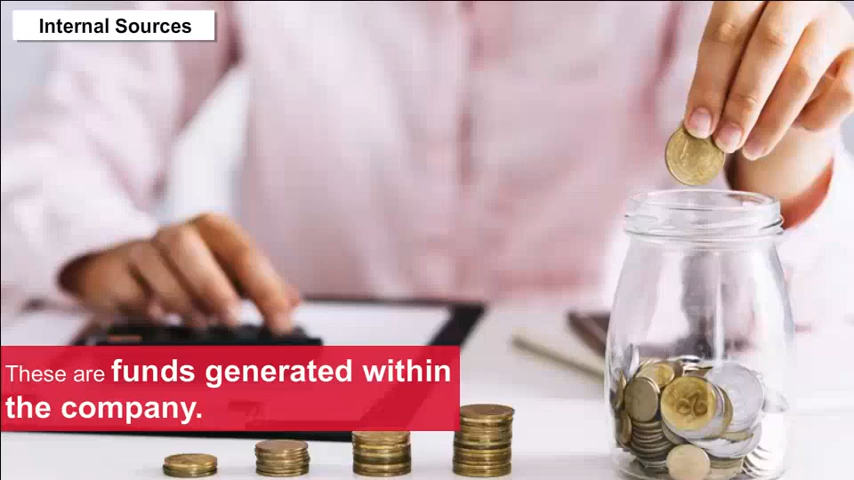 Internal Sources
These are funds generated within
the company.